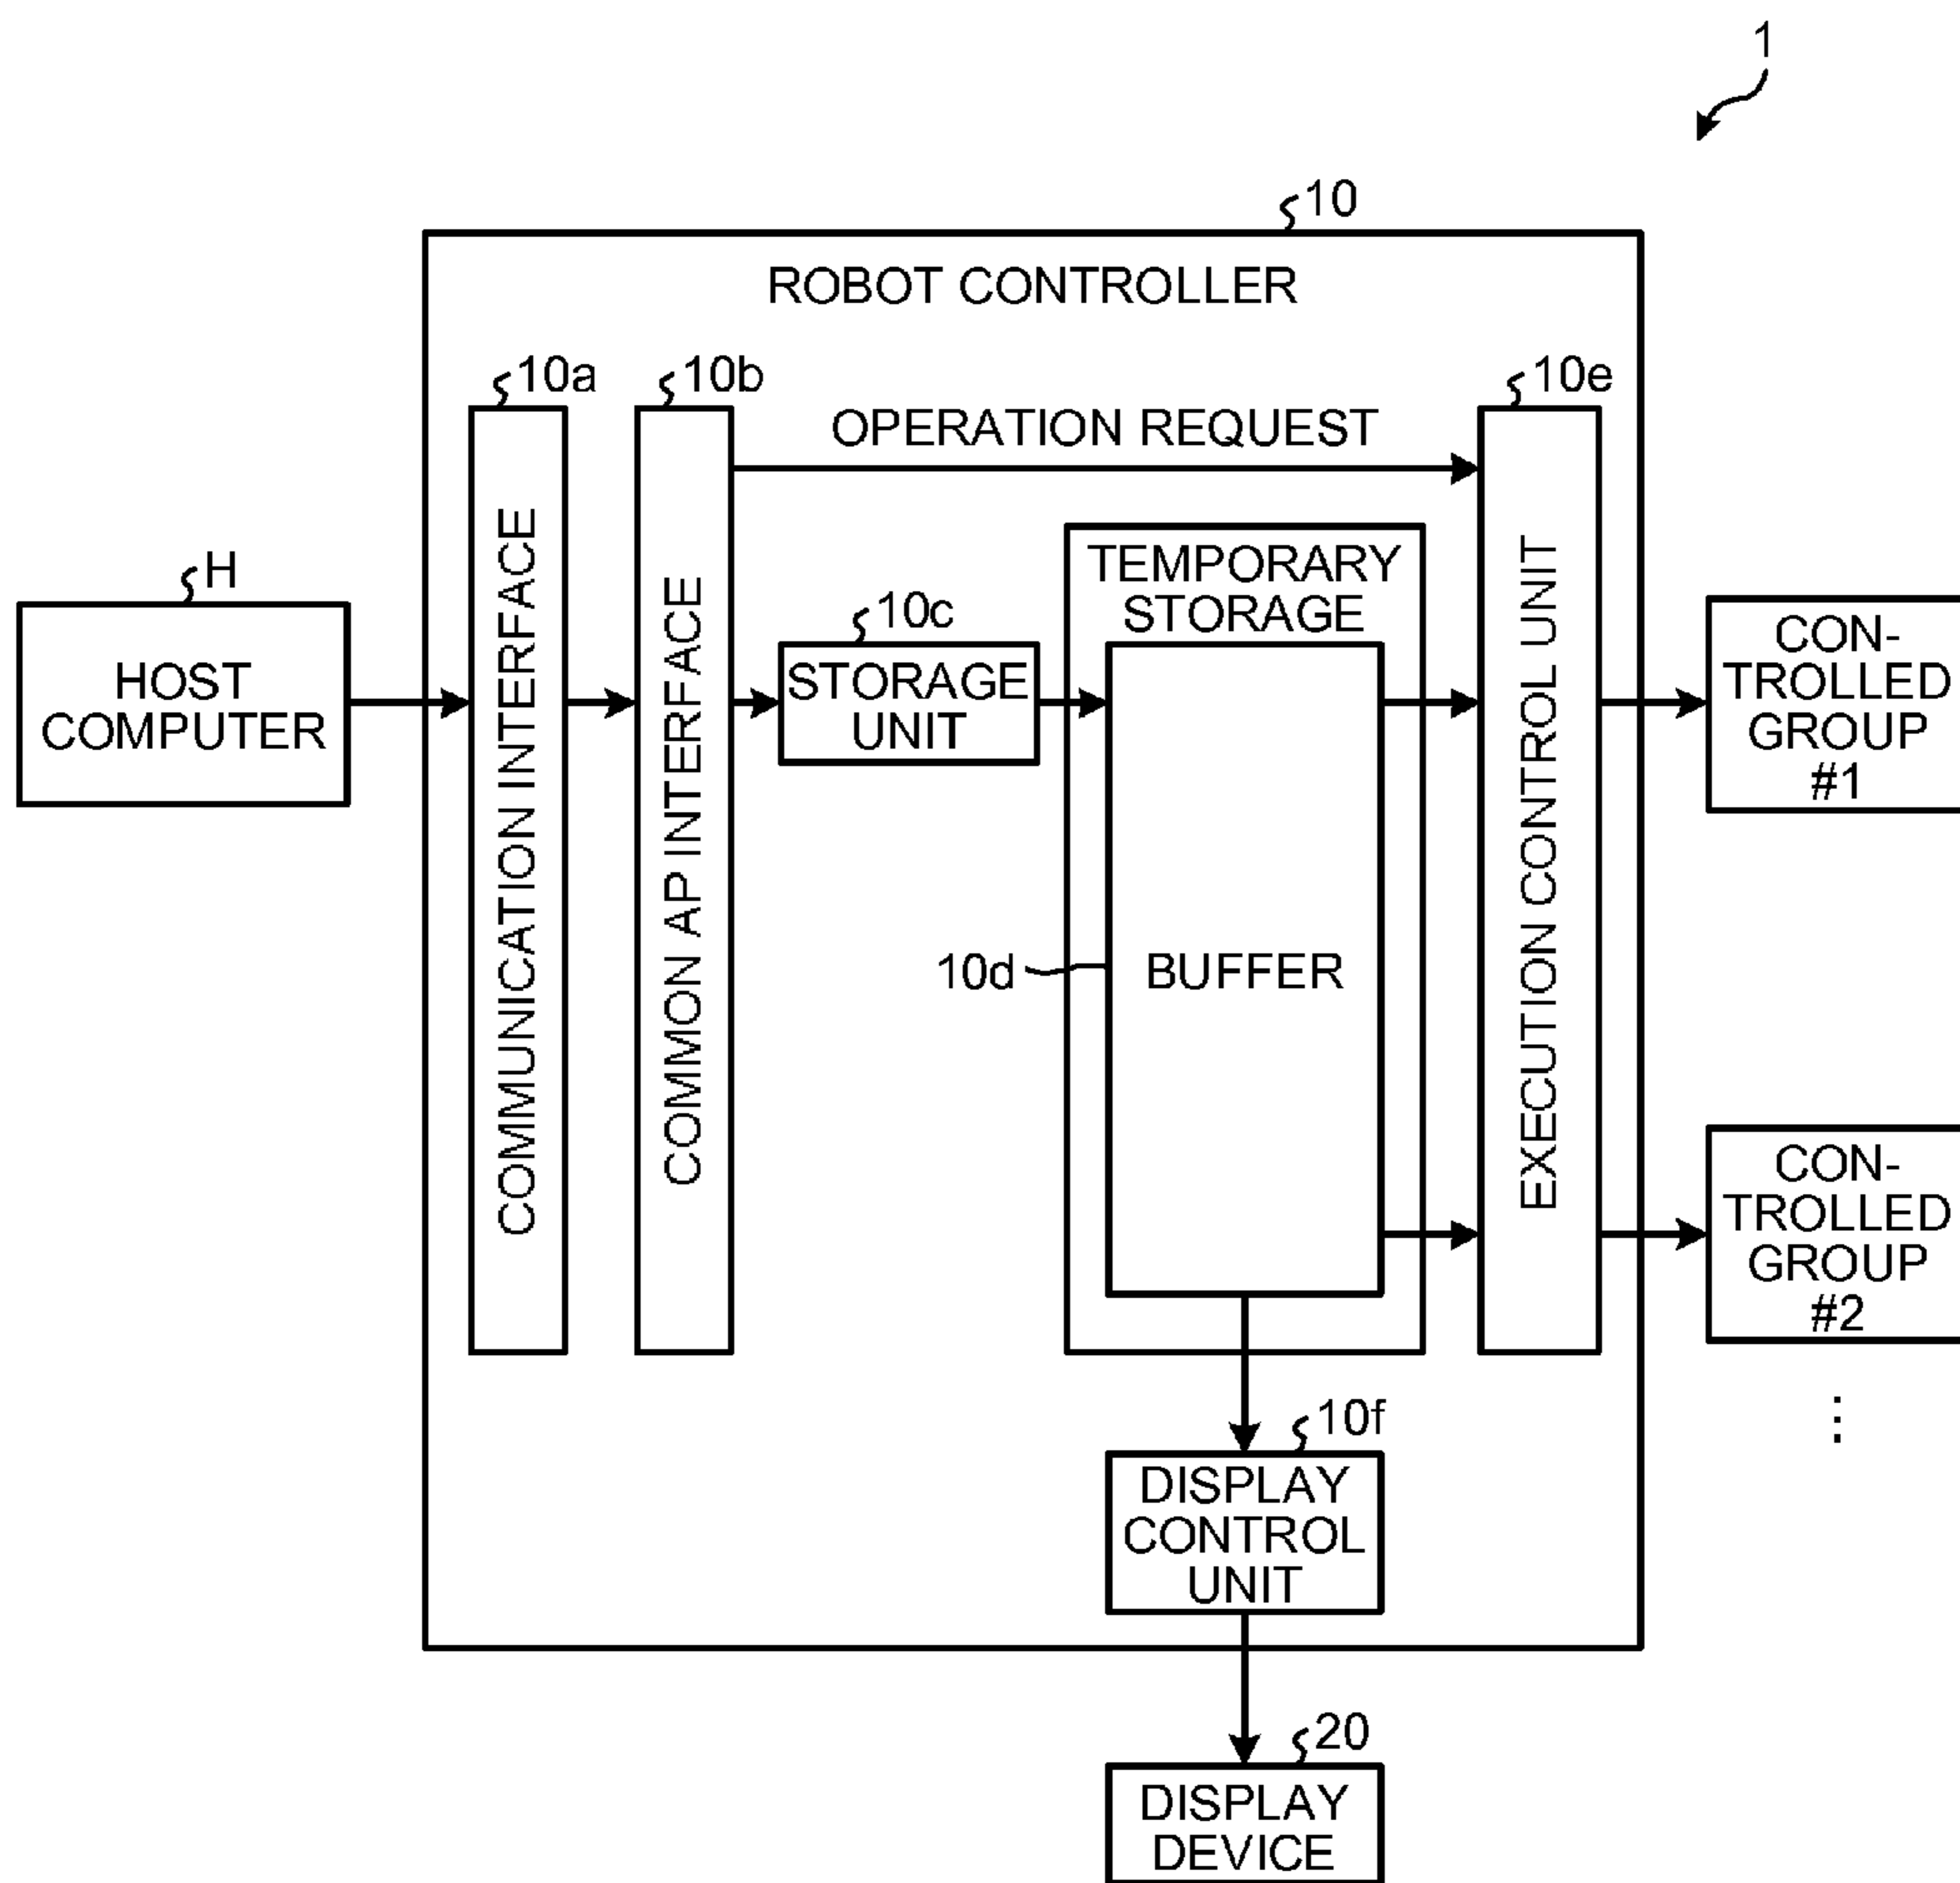 1
10
ROBOT CONTROLLER
10a
10b
10e
OPERATION REQUEST
H
HOST
COMPUTER
COMMUNICATION INTERFACE
COMMON AP INTERFACE
10c
STORAGE
UNIT
TEMPORARY
STORAGE
10d
BUFFER
EXECUTION CONTROL UNIT
CON-
TROLLED
GROUP
#1
CON-
TROLLED
GROUP
#2
10f
DISPLAY
CONTROL
UNIT
20
DISPLAY
DEVICE